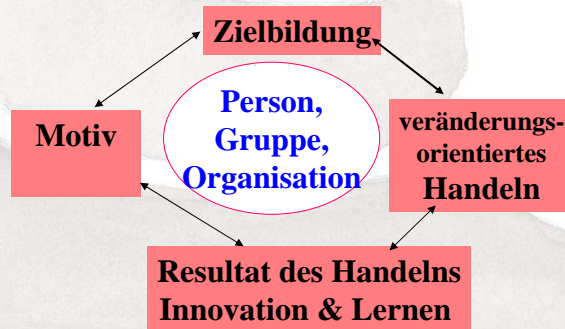 Zielbildung
Person,
Gruppe,
Organisation
Motiv
veränderungs-
orientiertes
Handeln
Resultat des Handelns
Innovation & Lernen